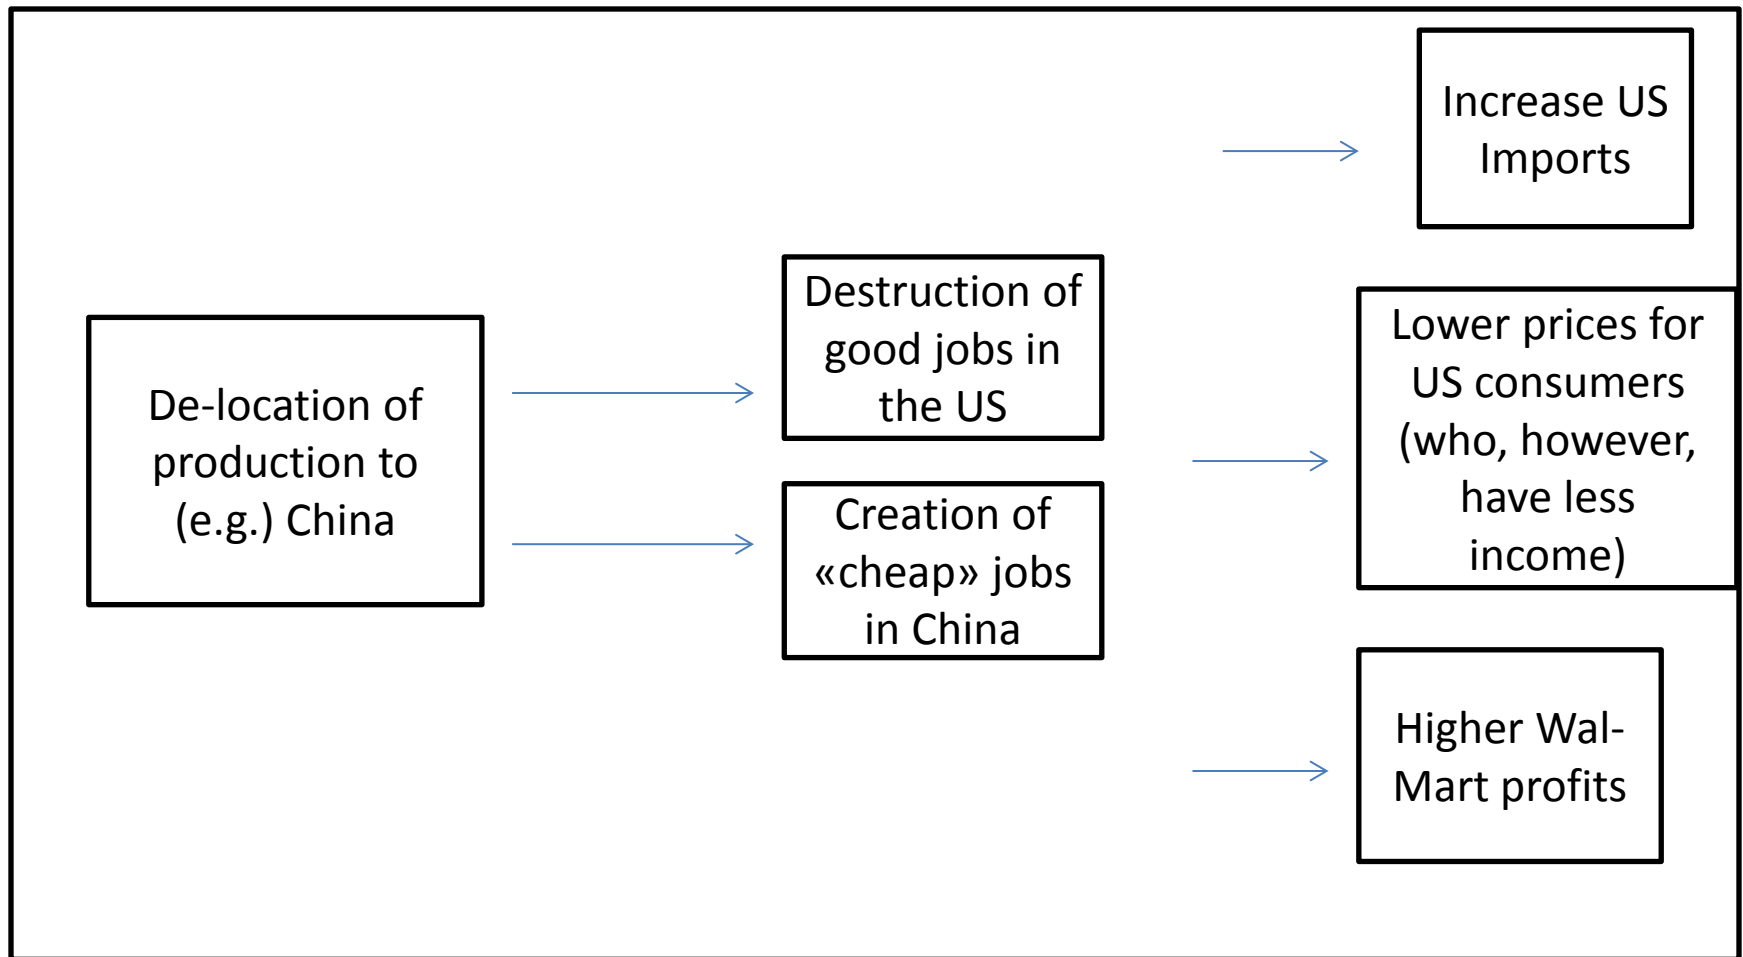 De-location of
production to
(e.g.) China
Destruction of
good jobs in
the US
Creation of
«cheap» jobs
in China
Increase US
Imports
Lower prices for
US consumers
(who, however,
have less
income)
Higher Wal-
Mart profits